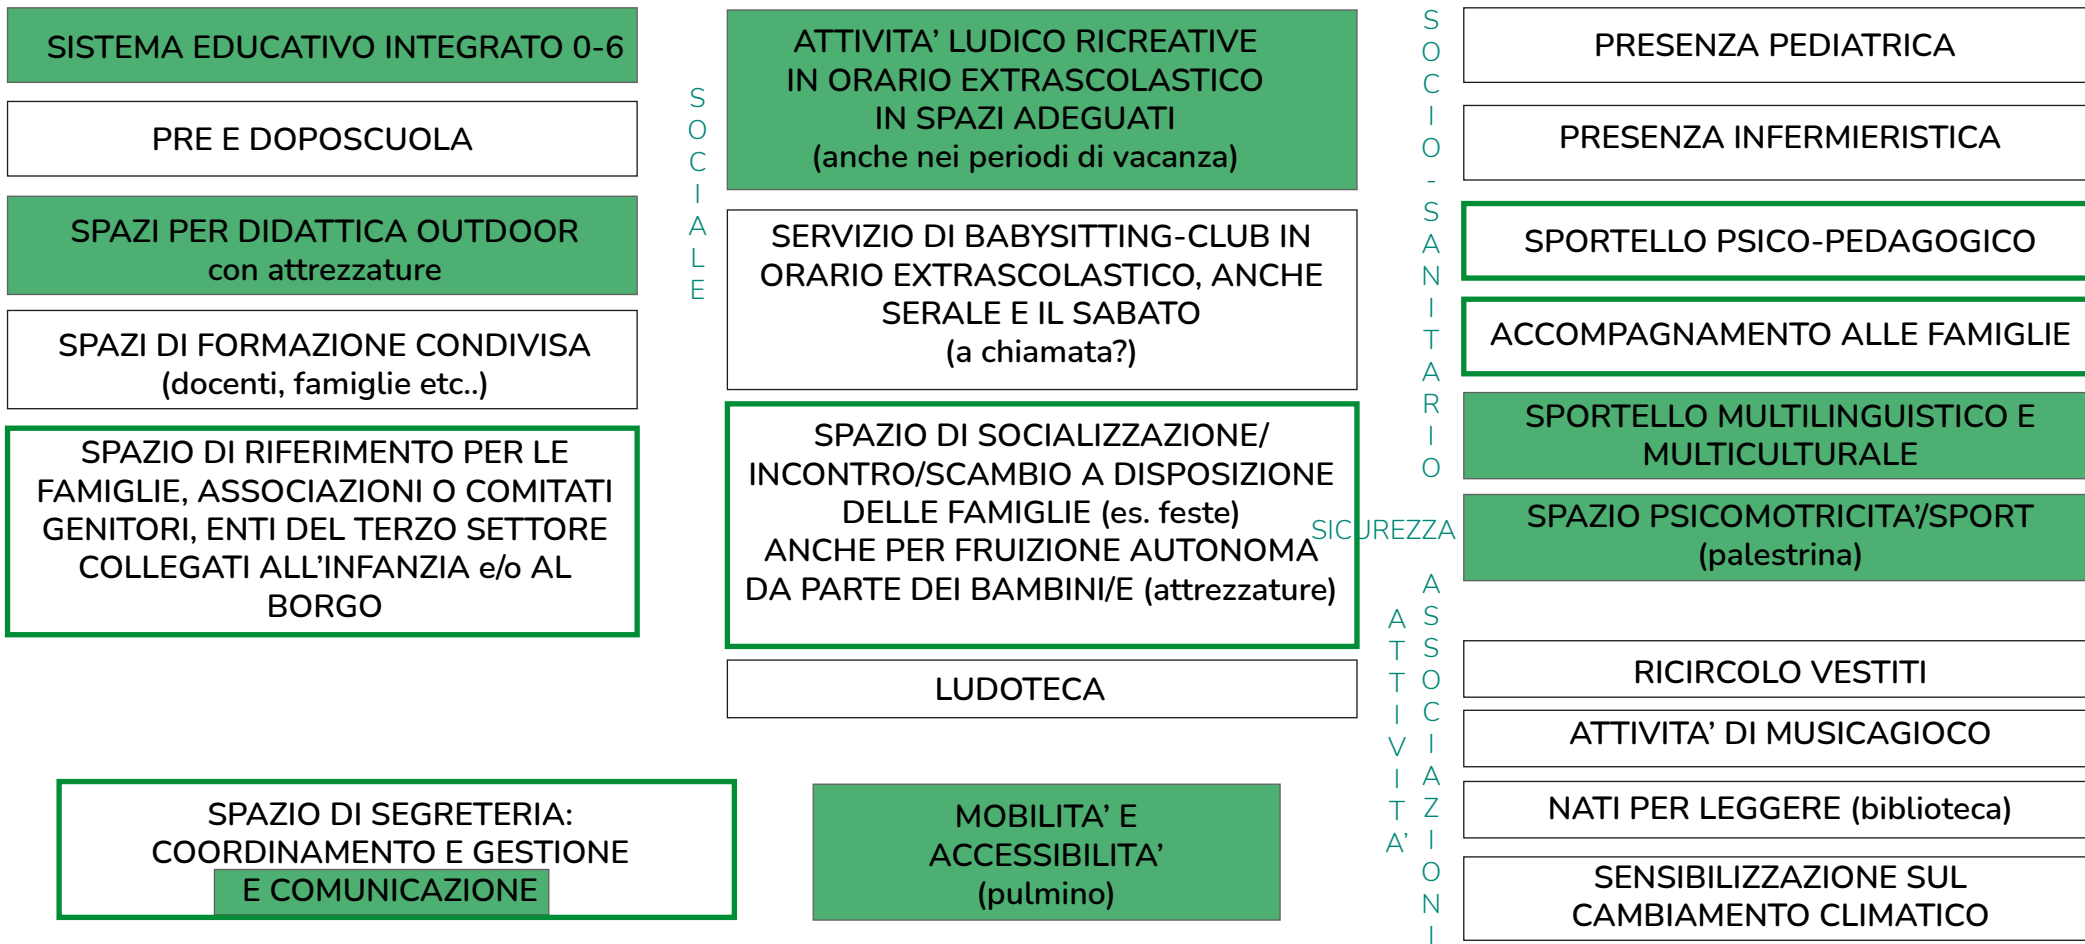 SISTEMA EDUCATIVO INTEGRATO 0-6
PRE E DOPOSCUOLA
SPAZI PER DIDATTICA OUTDOOR
con attrezzature
SPAZI DI FORMAZIONE CONDIVISA
(docenti, famiglie etc..)
SPAZIO DI RIFERIMENTO PER LE
FAMIGLIE, ASSOCIAZIONI O COMITATI
GENITORI, ENTI DEL TERZO SETTORE
COLLEGATI ALL’INFANZIA e/o AL
BORGO
SOCIALE
ATTIVITA’ LUDICO RICREATIVE
IN ORARIO EXTRASCOLASTICO
IN SPAZI ADEGUATI
(anche nei periodi di vacanza)
SERVIZIO DI BABYSITTING-CLUB IN
ORARIO EXTRASCOLASTICO, ANCHE
SERALE E IL SABATO
(a chiamata?)
SPAZIO DI SOCIALIZZAZIONE/
INCONTRO/SCAMBIO A DISPOSIZIONE
DELLE FAMIGLIE (es. feste)
ANCHE PER FRUIZIONE AUTONOMA
DA PARTE DEI BAMBINI/E (attrezzature)
LUDOTECA
SOCIO-SANITARIO
PRESENZA PEDIATRICA
PRESENZA INFERMIERISTICA
SPORTELLO PSICO-PEDAGOGICO
ACCOMPAGNAMENTO ALLE FAMIGLIE
SPORTELLO MULTILINGUISTICO E
MULTICULTURALE
SICUREZZA
SPAZIO PSICOMOTRICITA’/SPORT
(palestrina)
ATTIVITA’
ASSOCIAZIONI
RICIRCOLO VESTITI
ATTIVITA’ DI MUSICAGIOCO
NATI PER LEGGERE (biblioteca)
SENSIBILIZZAZIONE SUL
CAMBIAMENTO CLIMATICO
SPAZIO DI SEGRETERIA:
COORDINAMENTO E GESTIONE
E COMUNICAZIONE
MOBILITA’ E
ACCESSIBILITA’
(pulmino)